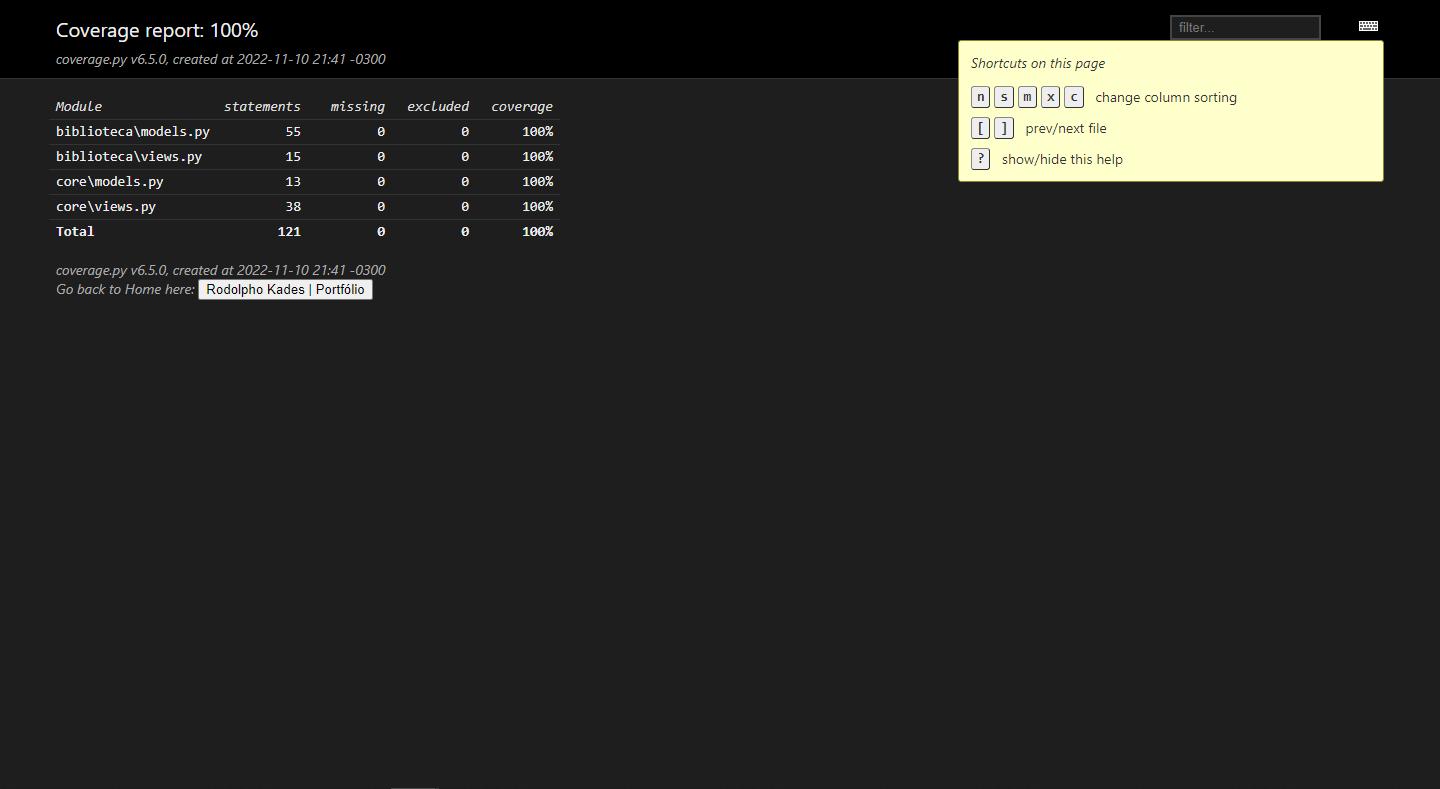 Coverage report: 100%
filter...
coverage.py v6.5.0, created at 2022-11-10 21:41 -0300
Shortcuts on this page
n s m x c change column sorting
[ ] prev/next file
? show/hide this help
Module statements missing excluded coverage
biblioteca\models.py 55 0 0 100%
biblioteca\views.py 15 0 0 100%
core\models.py 13 0 0 100%
core\views.py 38 0 0 100%
Total 121 0 0 100%
coverage.py v6.5.0, created at 2022-11-10 21:41 -0300
Go back to Home here: Rodolpho Kades | Portfólio